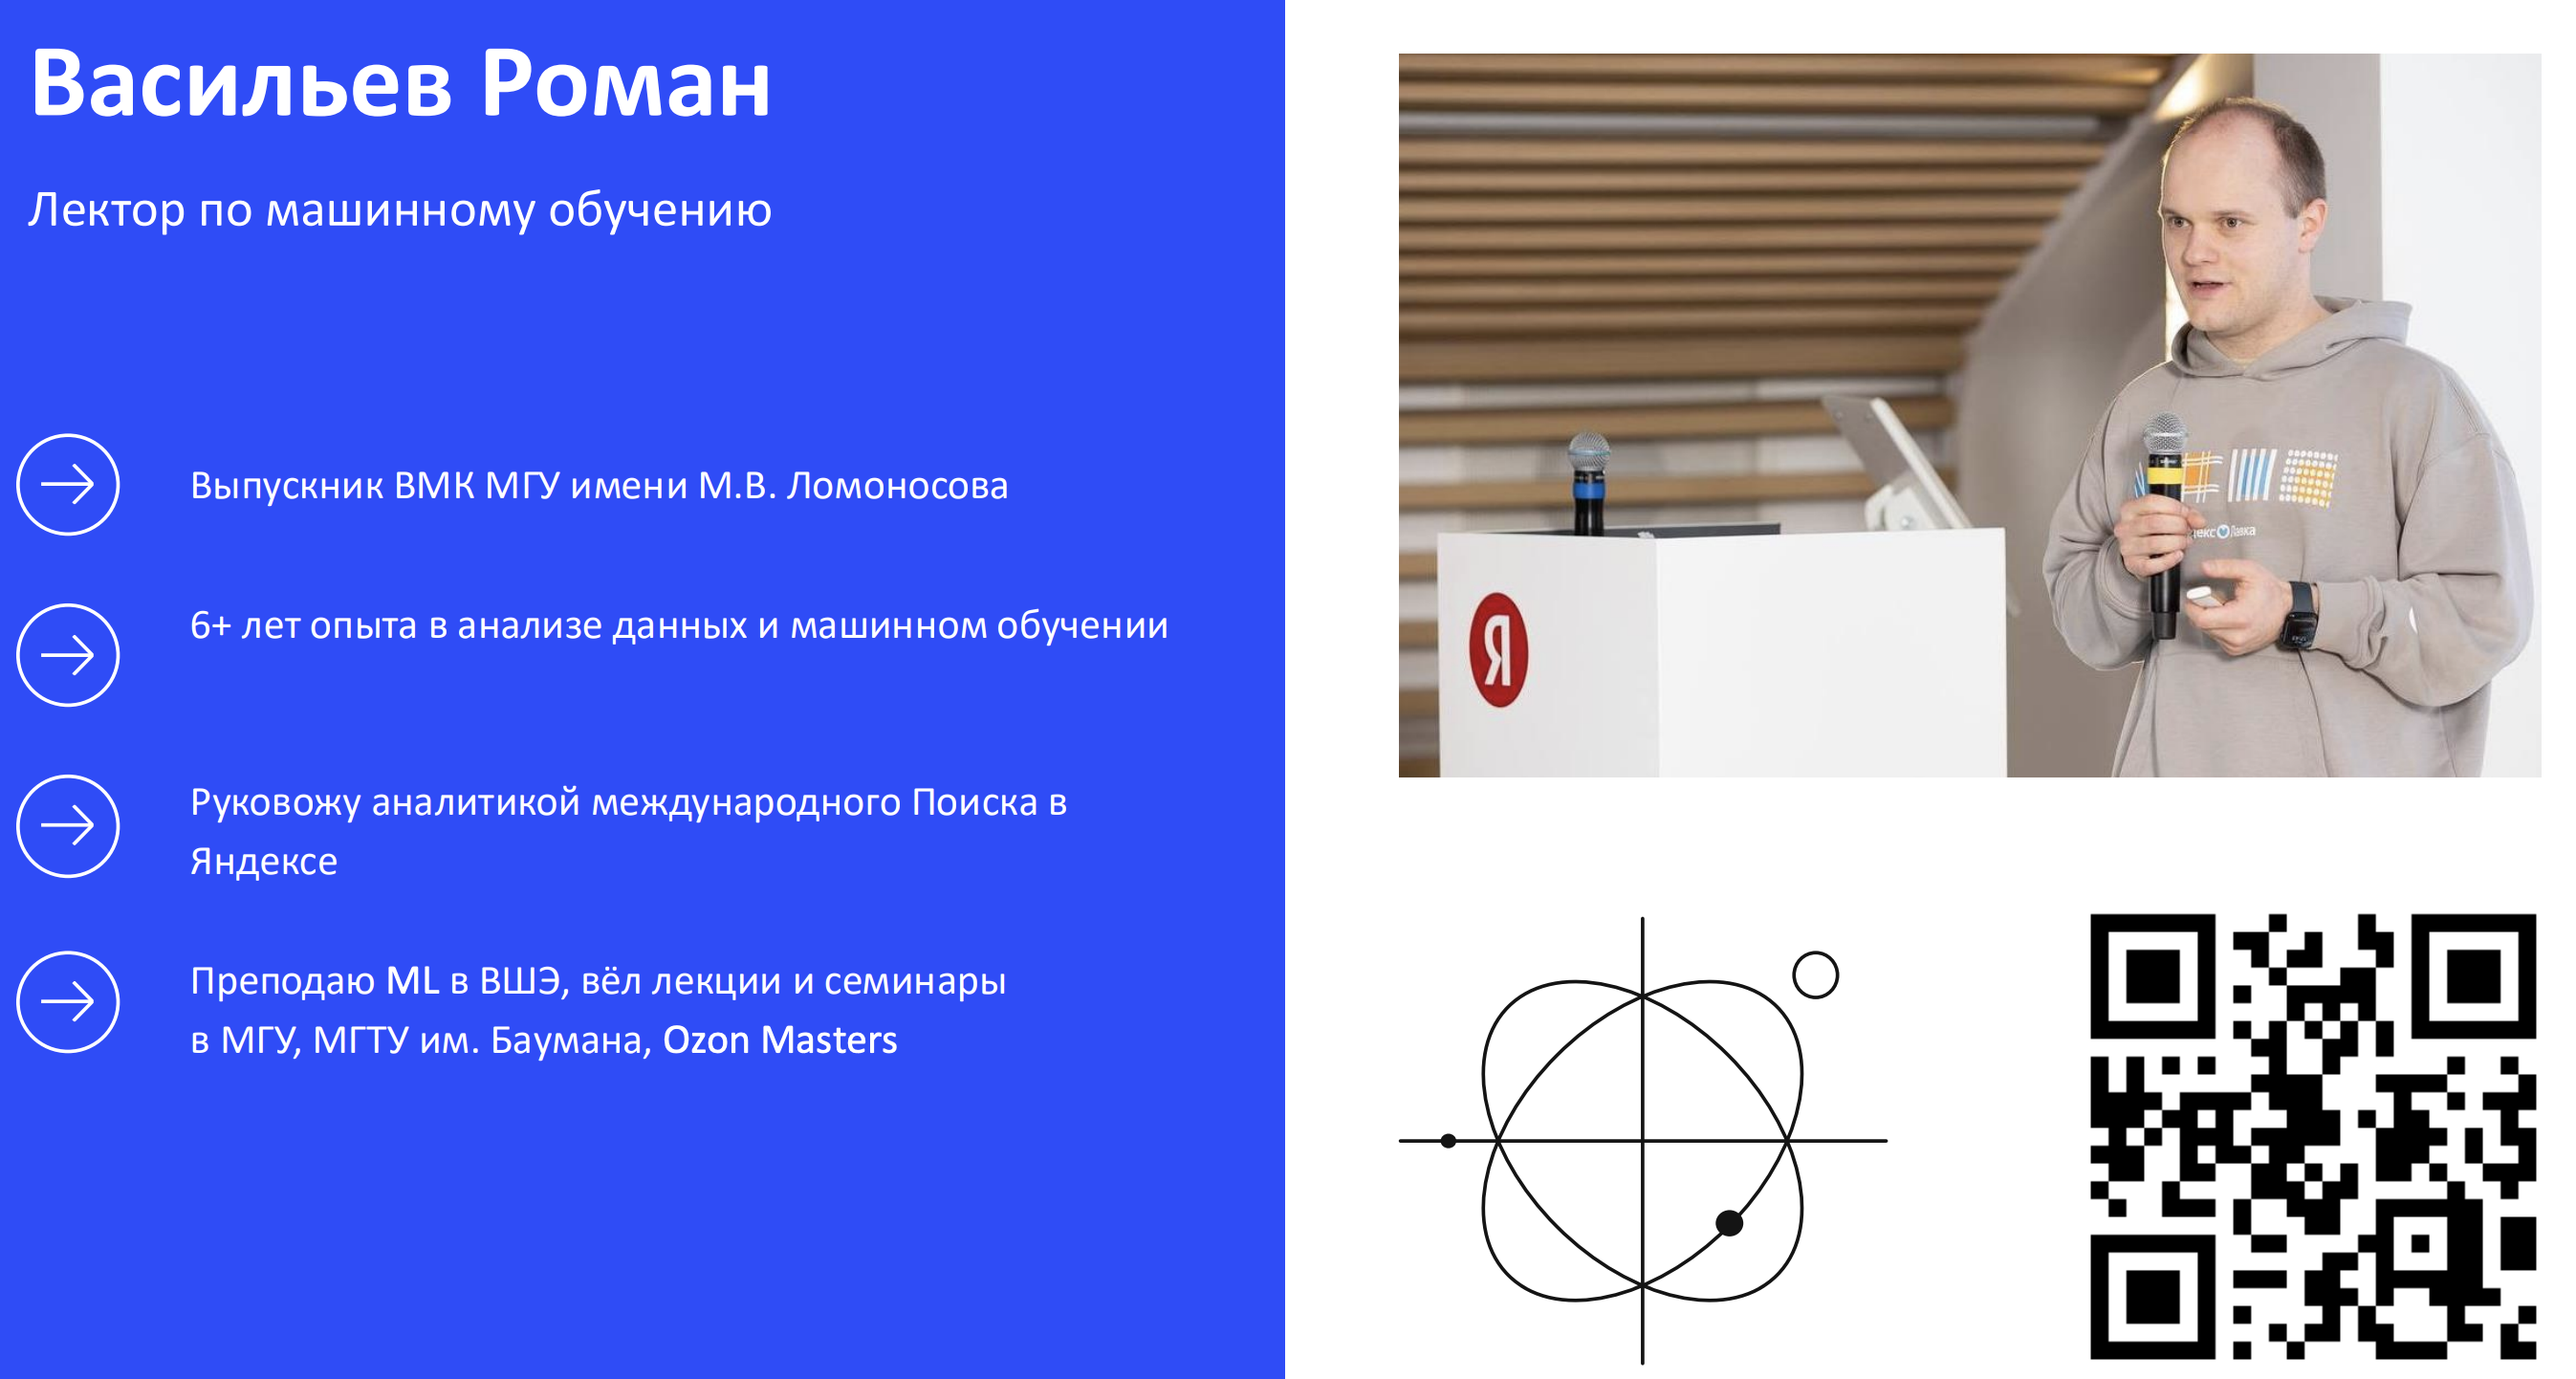 Васильев Роман
Лектор по машинному обучению
Выпускник ВМК МГУ имени М.В. Ломоносова
6+ лет опыта в анализе данных и машинном обучении
Руковожу аналитикой международного Поиска в
Яндексе
Преподаю ML в ВШЭ, вёл лекции и семинары
в МГУ, МГТУ им. Баумана, Ozon Masters
Я